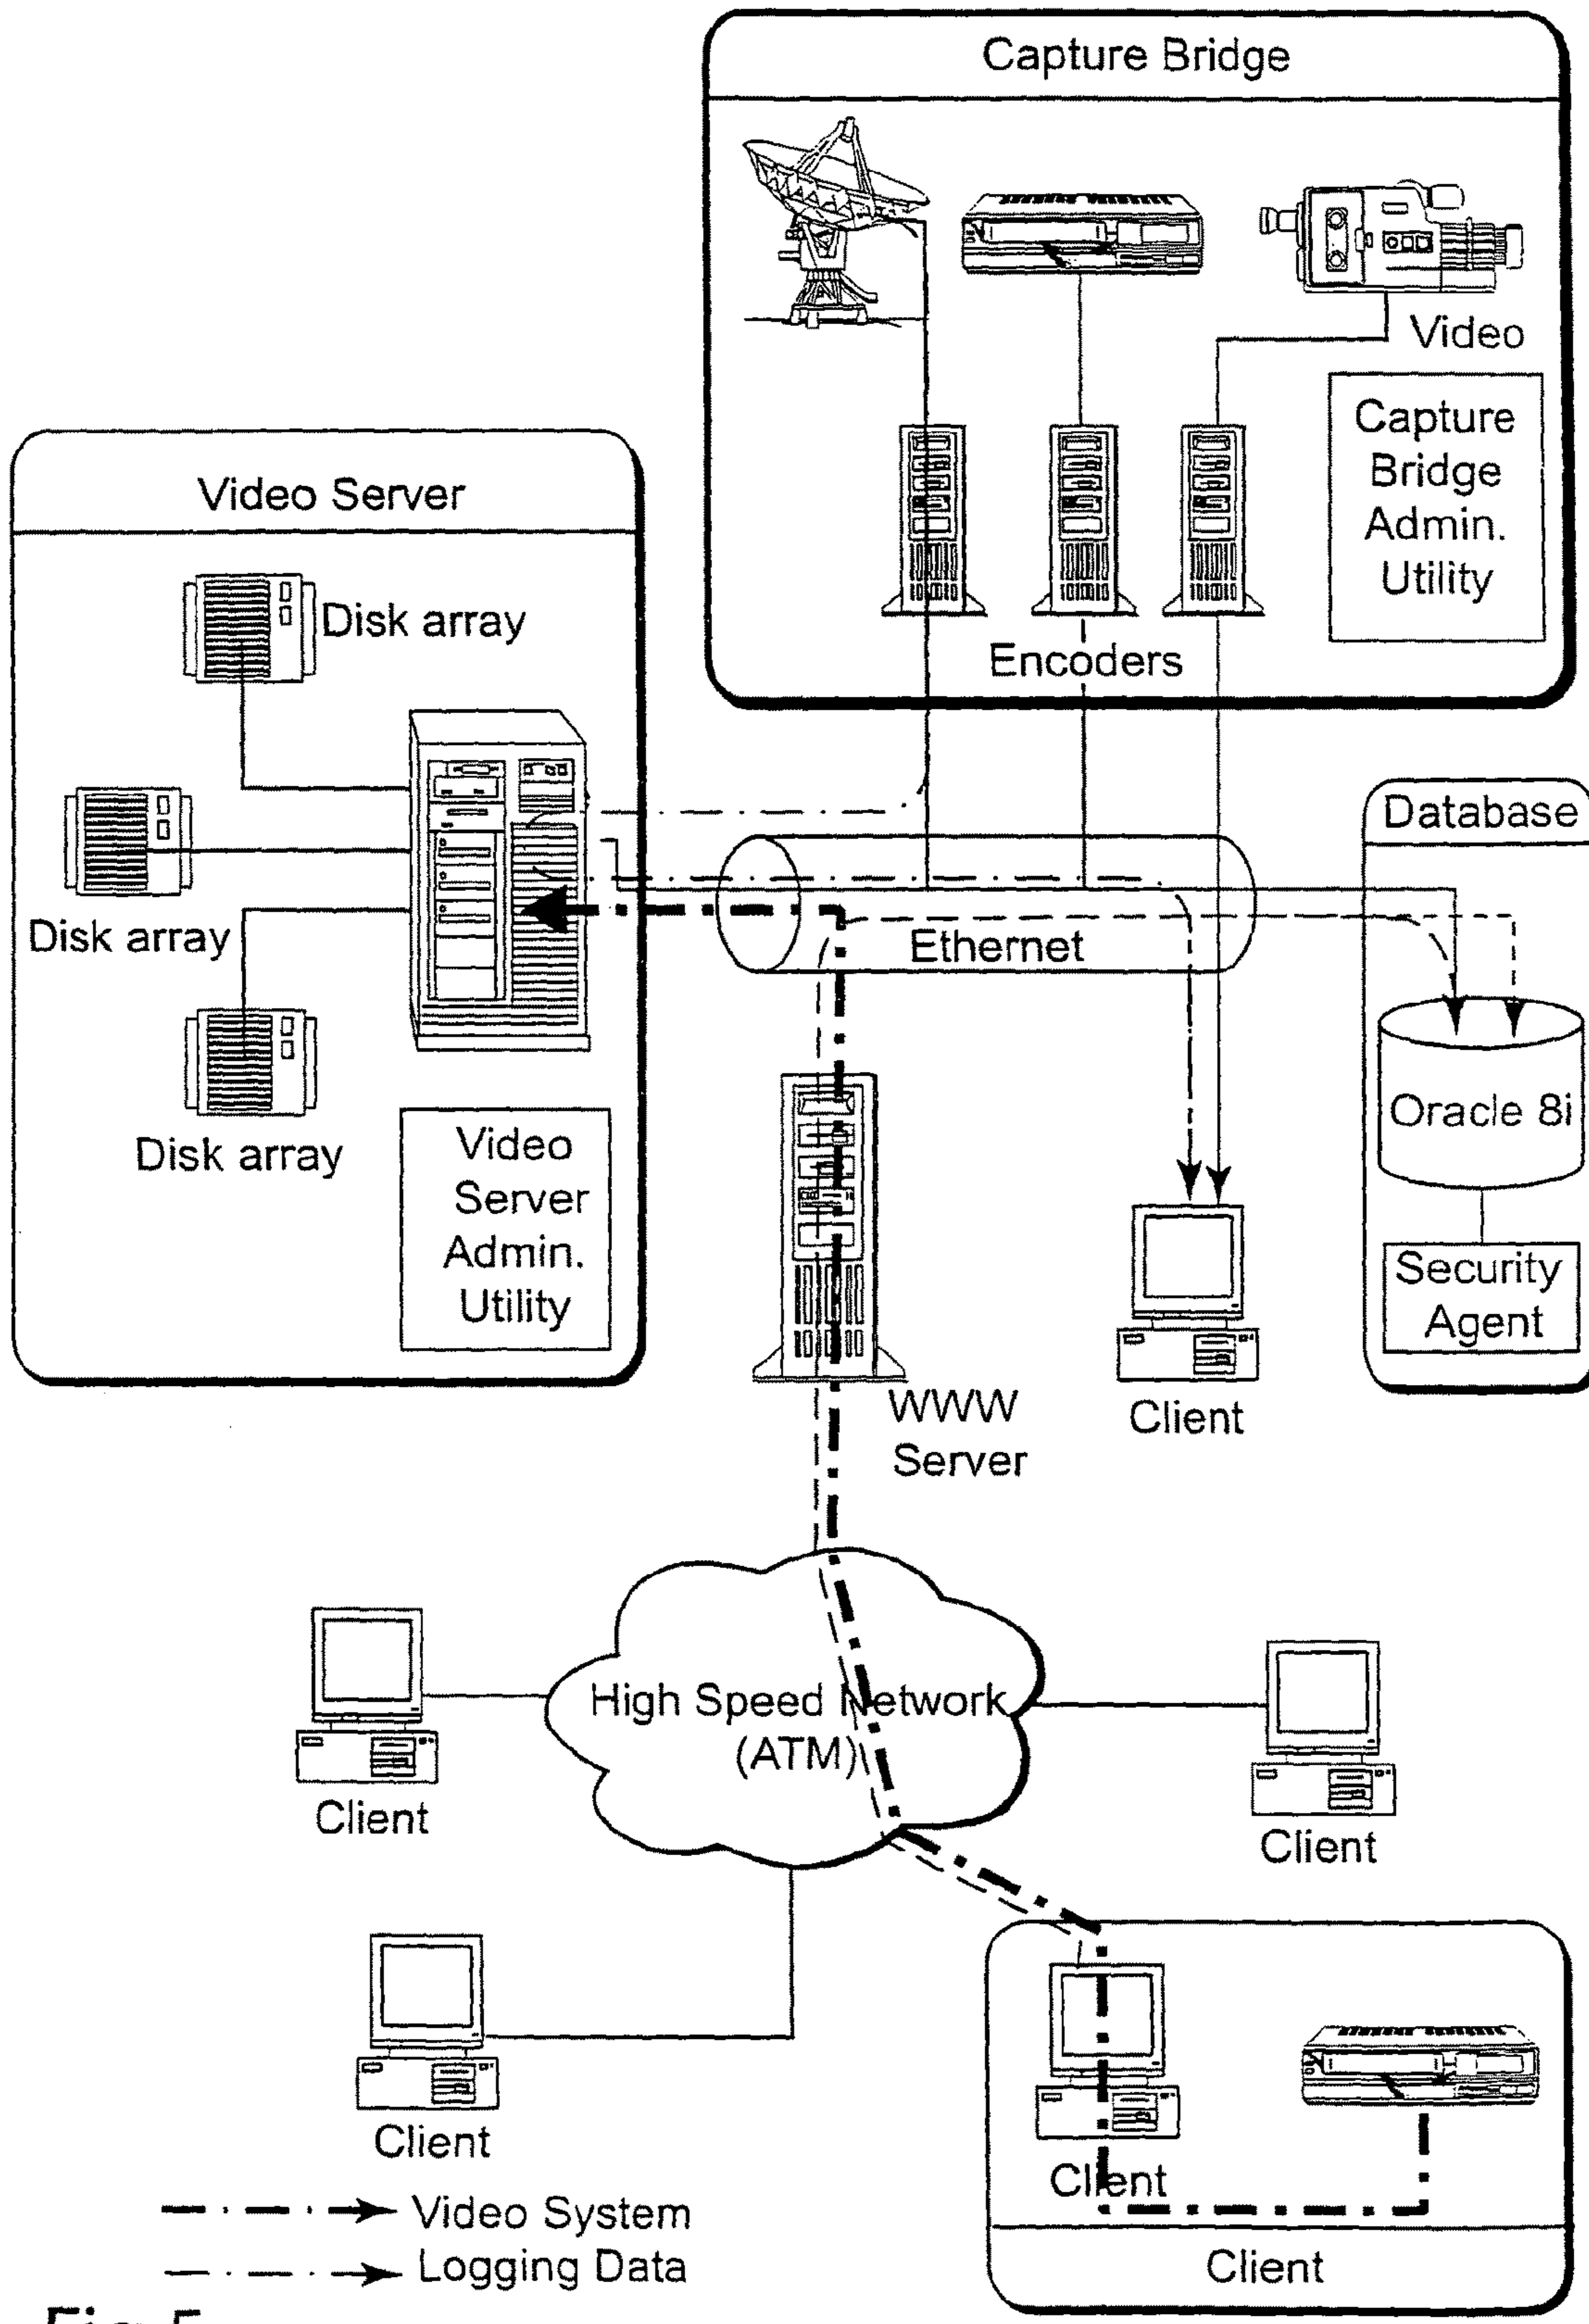 Capture Bridge
Video
Capture
Bridge
Admin.
Utility
Encoders
Video Server
Disk array
Disk array
Disk array
Video
Server
Admin.
Utility
Ethernet
Database
Oracle 8i
Security
Agent
WWW
Server
Client
High Speed Network
(ATM)
Client
Client
Client
Client
Client
Video System
Logging Data